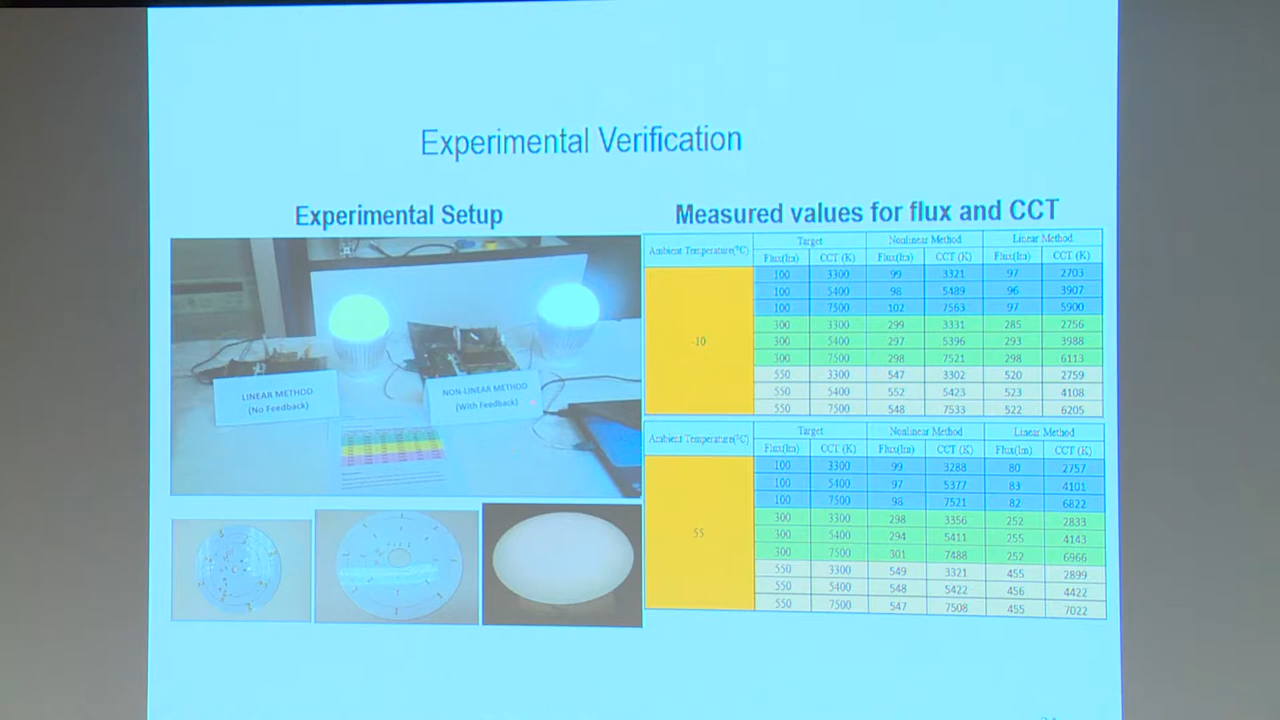 Experimental Verification
Experimental Setup
LINEAR METHOD
(No Feedback)
NON-LINEAR METHOD
(With Feedback)
Measured values for flux and CCT
Ambient Temperature(°C) Target Nonlinear Method Linear Method
Flux(lm) CCT (K) Flux(lm) CCT (K) Flux(lm) CCT (K)
-10
100 3300 99 3321 97 2703
100 5400 98 5489 96 3907
100 7500 102 7563 97 5900
300 3300 299 3331 285 2756
300 5400 297 5396 293 3988
300 7500 298 7521 298 6113
550 3300 547 3302 520 2759
550 5400 552 5423 523 4108
550 7500 548 7533 522 6205
Ambient Temperature(°C) Target Nonlinear Method Linear Method
Flux(lm) CCT (K) Flux(lm) CCT (K) Flux(lm) CCT (K)
55
100 3300 99 3288 80 2757
100 5400 97 5377 83 4101
100 7500 98 7521 82 6822
300 3300 298 3356 252 2833
300 5400 294 5411 255 4143
300 7500 301 7488 252 6966
550 3300 549 3321 455 2899
550 5400 548 5422 456 4422
550 7500 547 7508 455 7022